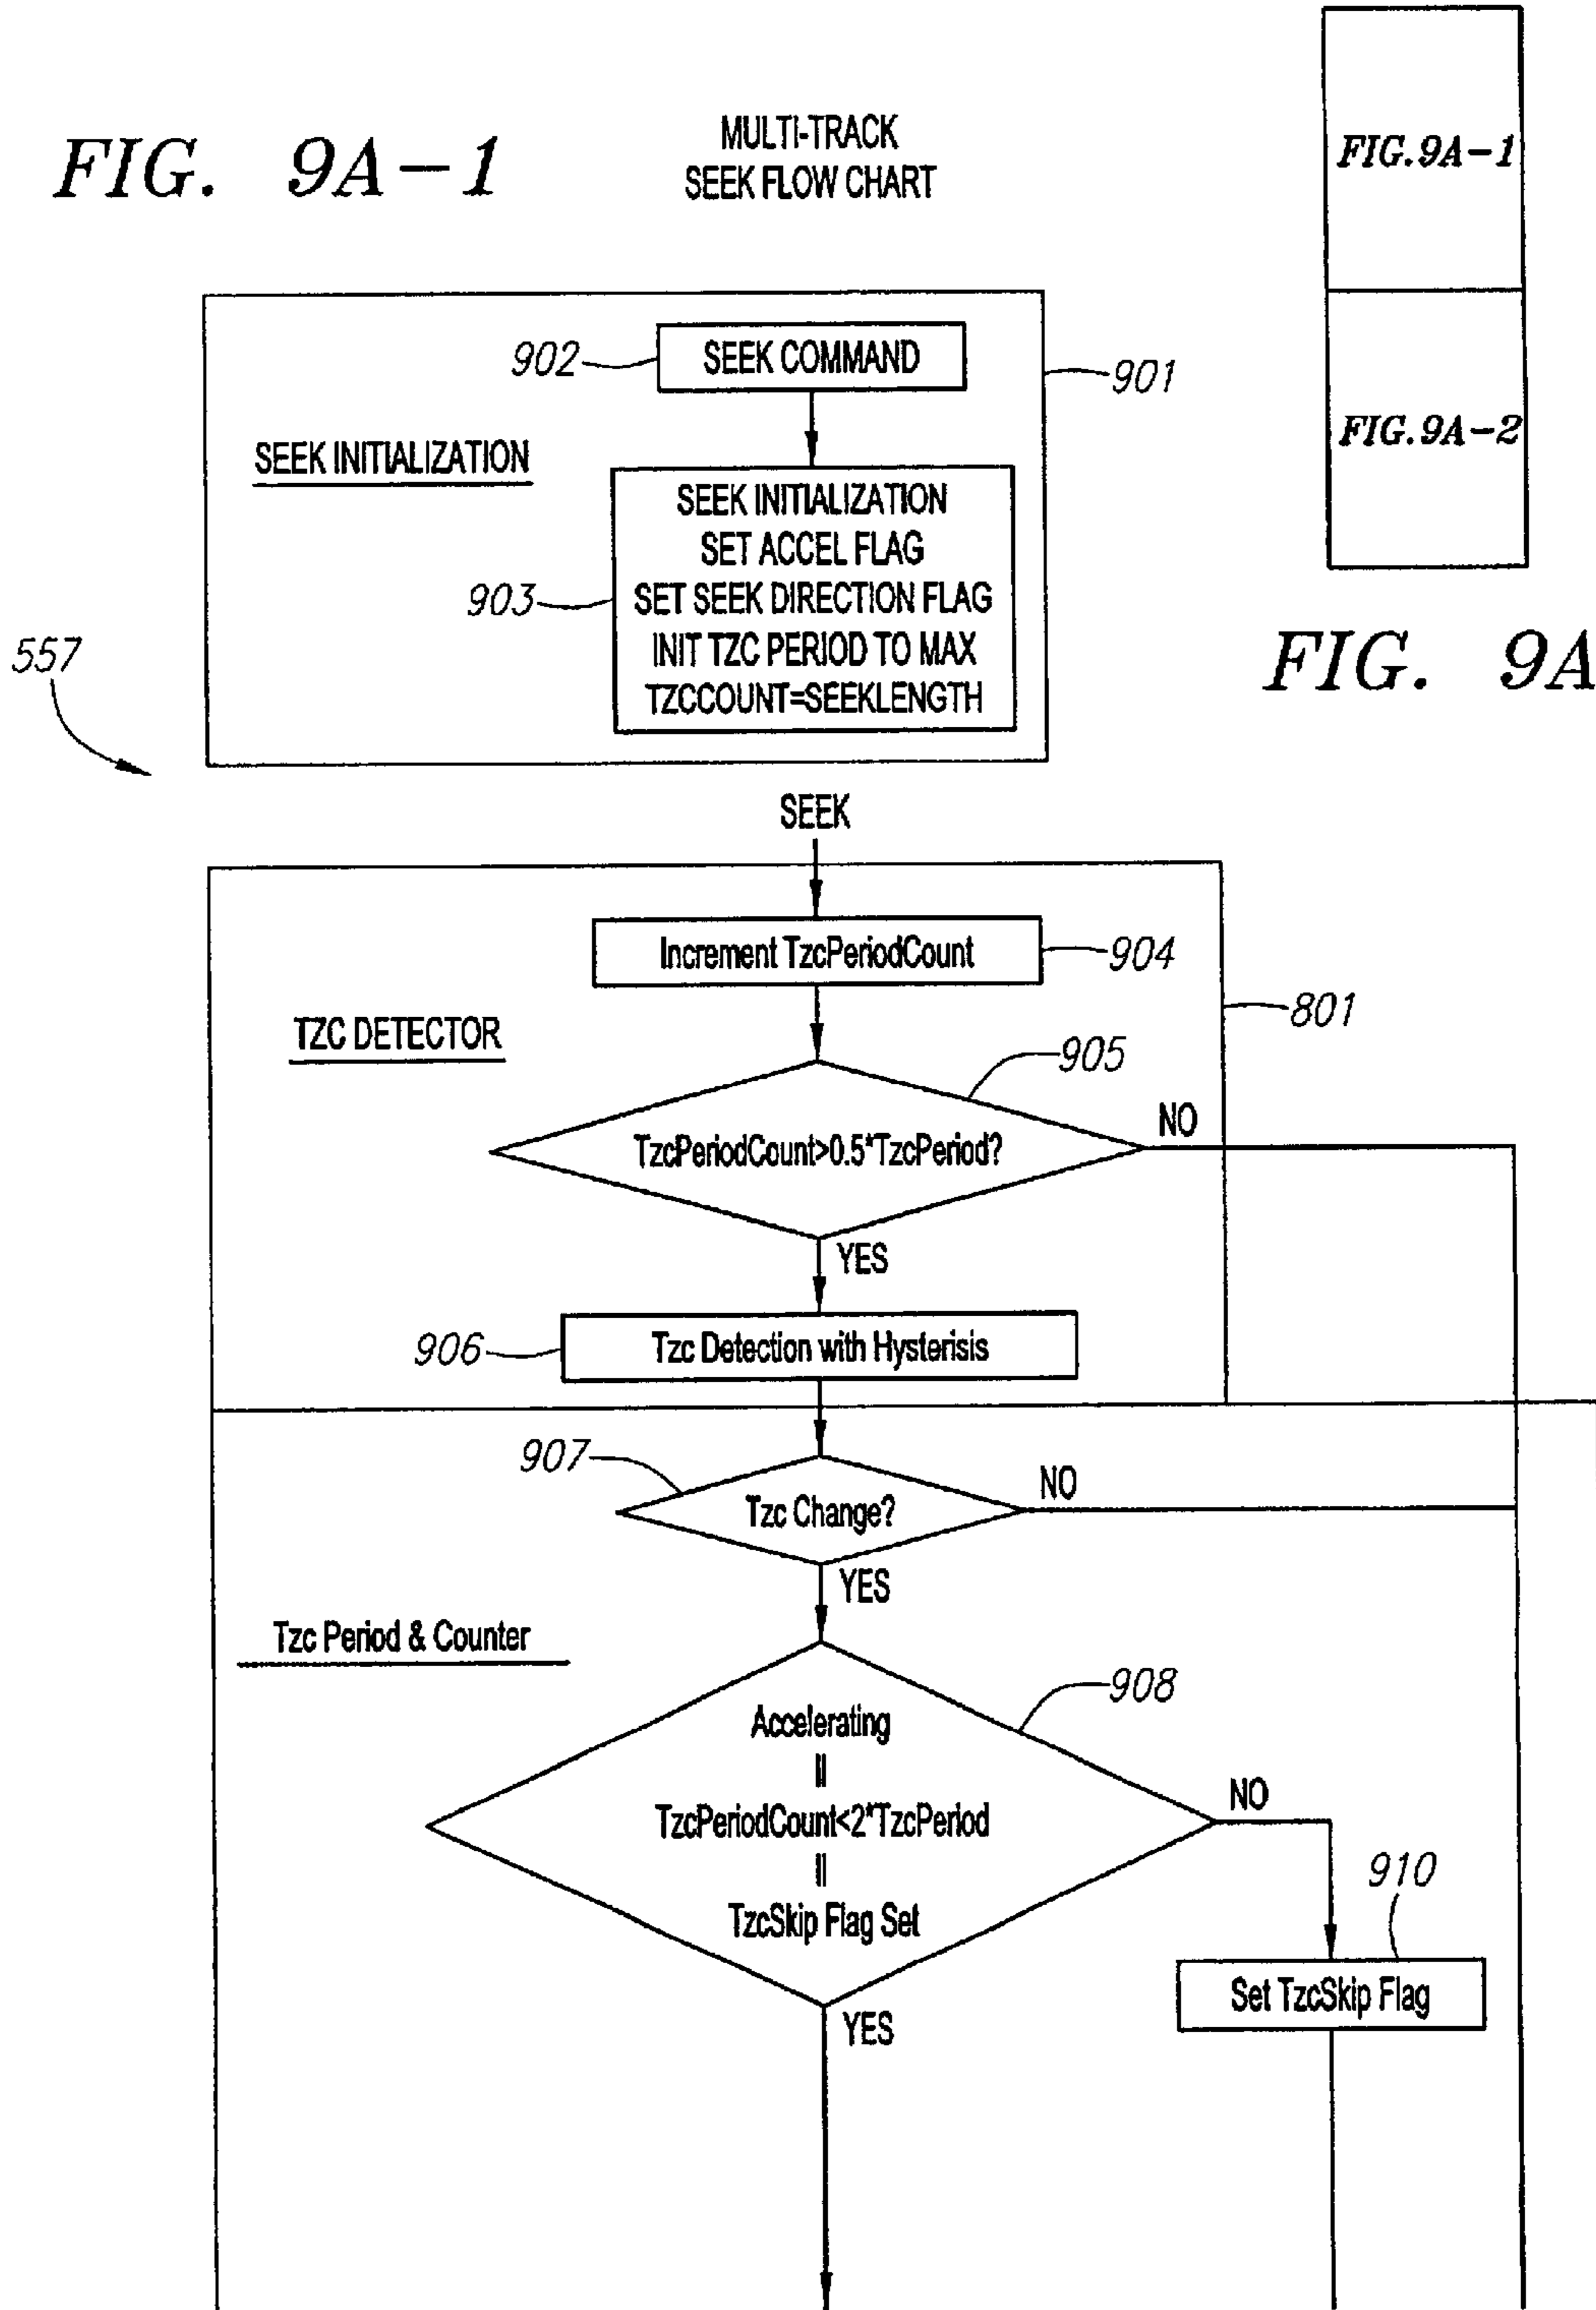 FIG. 9A-1
MULTI-TRACK
SEEK FLOW CHART
FIG.9A-1
FIG.9A-2
FIG. 9A
902
SEEK COMMAND
901
SEEK INITIALIZATION
903
SEEK INITIALIZATION
SET ACCEL FLAG
SET SEEK DIRECTION FLAG
INIT TZC PERIOD TO MAX
TZCCOUNT=SEEKLENGTH
557
SEEK
Increment TzcPeriodCount
904
801
TZC DETECTOR
905
TzcPeriodCount>0.5*TzcPeriod?
NO
YES
906
Tzc Detection with Hysterisis
907
Tzc Change?
NO
YES
Tzc Period & Counter
908
Accelerating
||
TzcPeriodCount<2*TzcPeriod
||
TzcSkip Flag Set
NO
910
Set TzcSkip Flag
YES